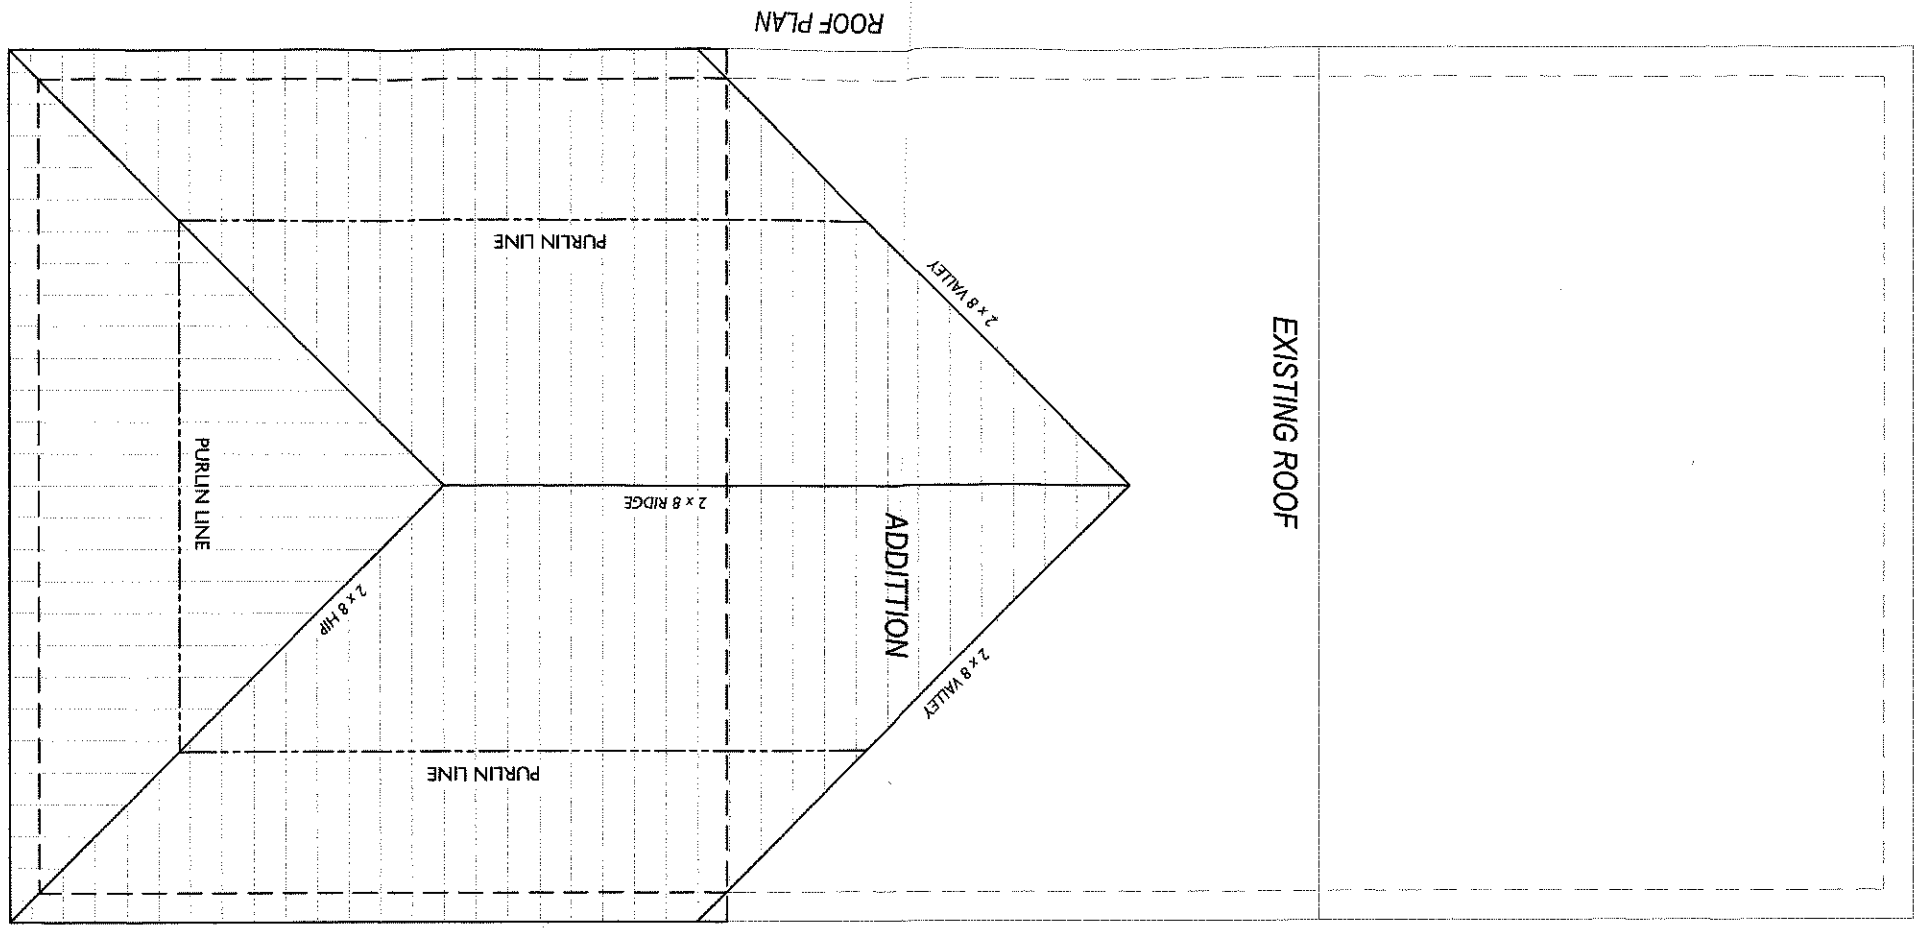 ROOF PLAN
PURLIN LINE
2 x 8 VALLEY
EXISTING ROOF
PURLIN LINE
2 x 8 RIDGE
ADDITTION
2 x 8 HIP
2 x 8 VALLEY
PURLIN LINE